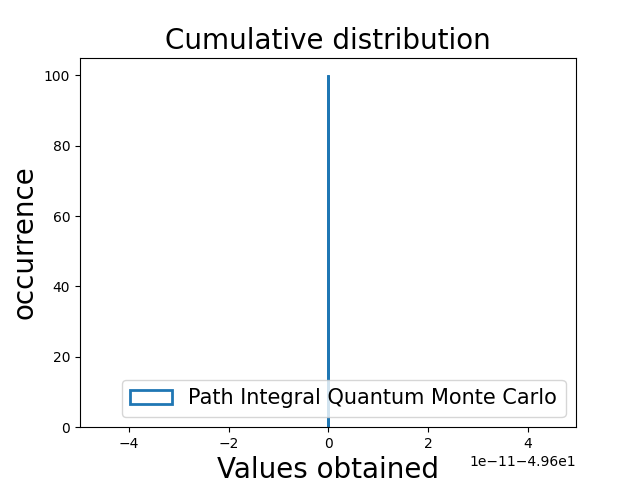 Cumulative distribution
occurrence
100
80
60
40
20
0
Path Integral Quantum Monte Carlo
−4
−2
0
2
4
1e−11−4.96e1
Values obtained